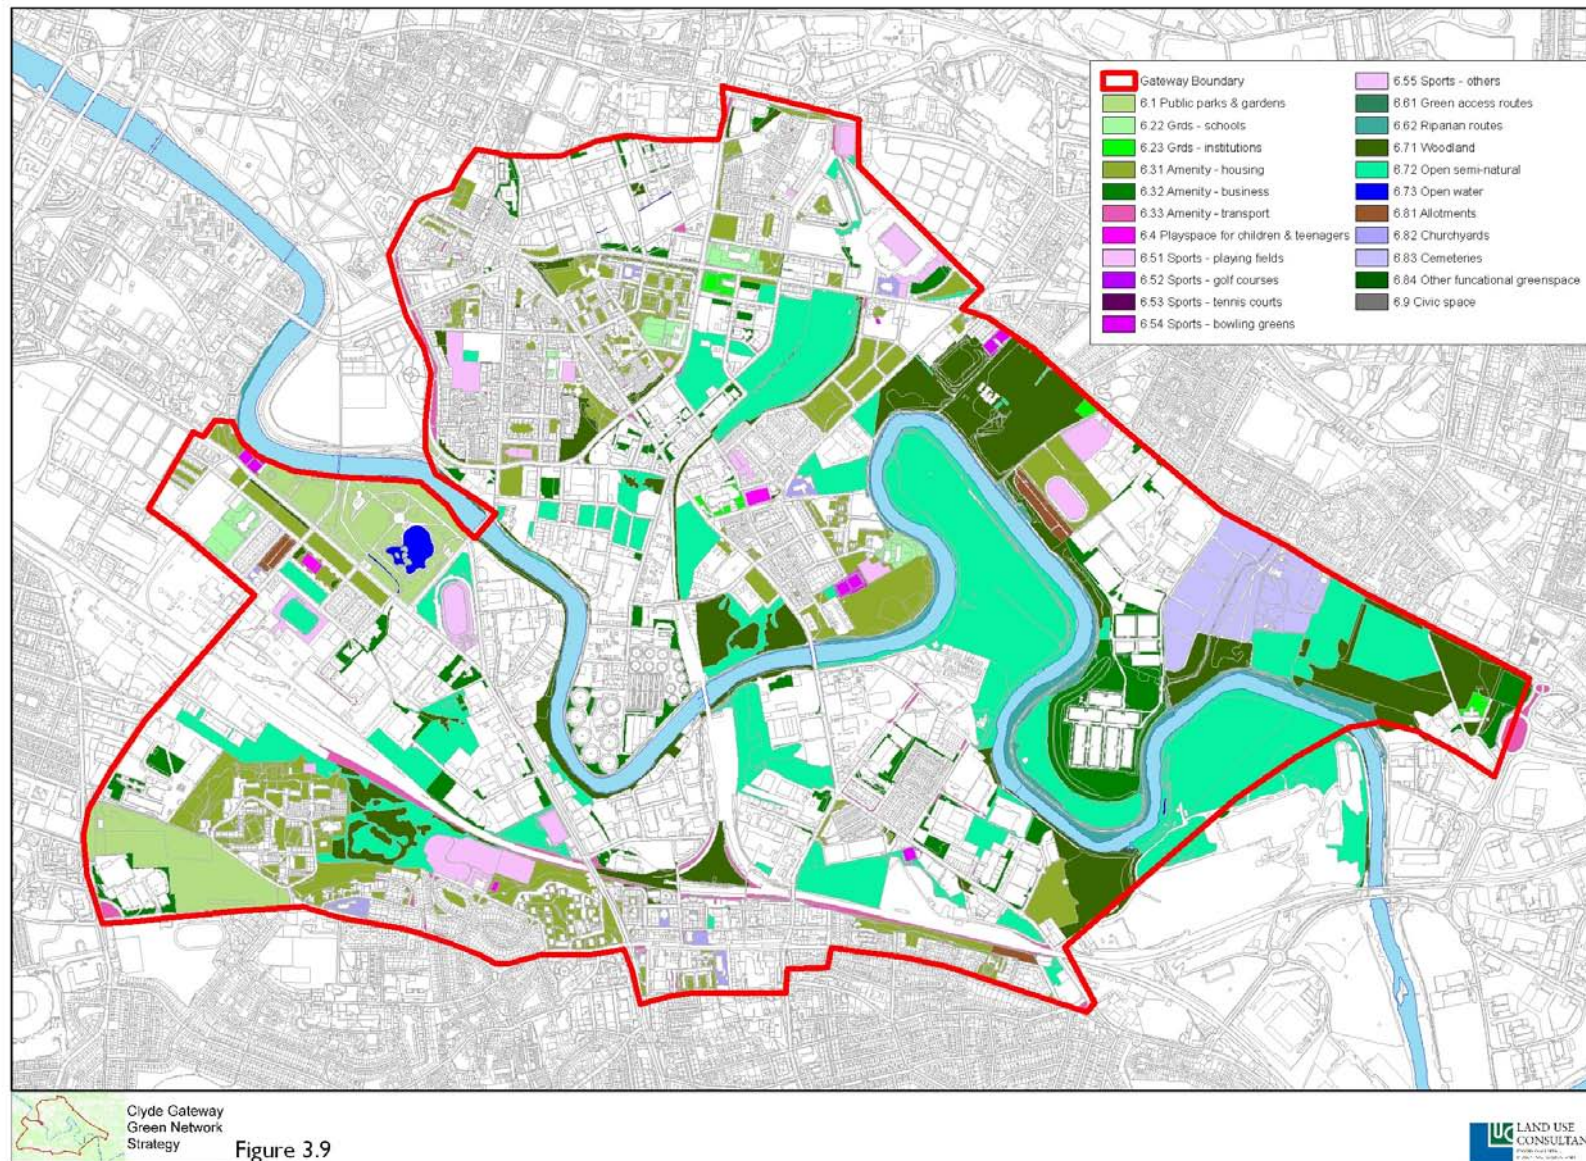 Gateway Boundary
6.1 Public parks & gardens
6.22 Grds - schools
6.23 Grds - institutions
6.31 Amenity - housing
6.32 Amenity - business
6.33 Amenity - transport
6.4 Playspace for children & teenagers
6.51 Sports - playing fields
6.52 Sports - golf courses
6.53 Sports - tennis courts
6.54 Sports - bowling greens
6.55 Sports - others
6.61 Green access routes
6.62 Riparian routes
6.71 Woodland
6.72 Open semi-natural
6.73 Open water
6.81 Allotments
6.82 Churchyards
6.83 Cemeteries
6.84 Other funcational greenspace
6.9 Civic space
Clyde Gateway
Green Network
Strategy
Figure 3.9
LUC
LAND USE
CONSULTAN